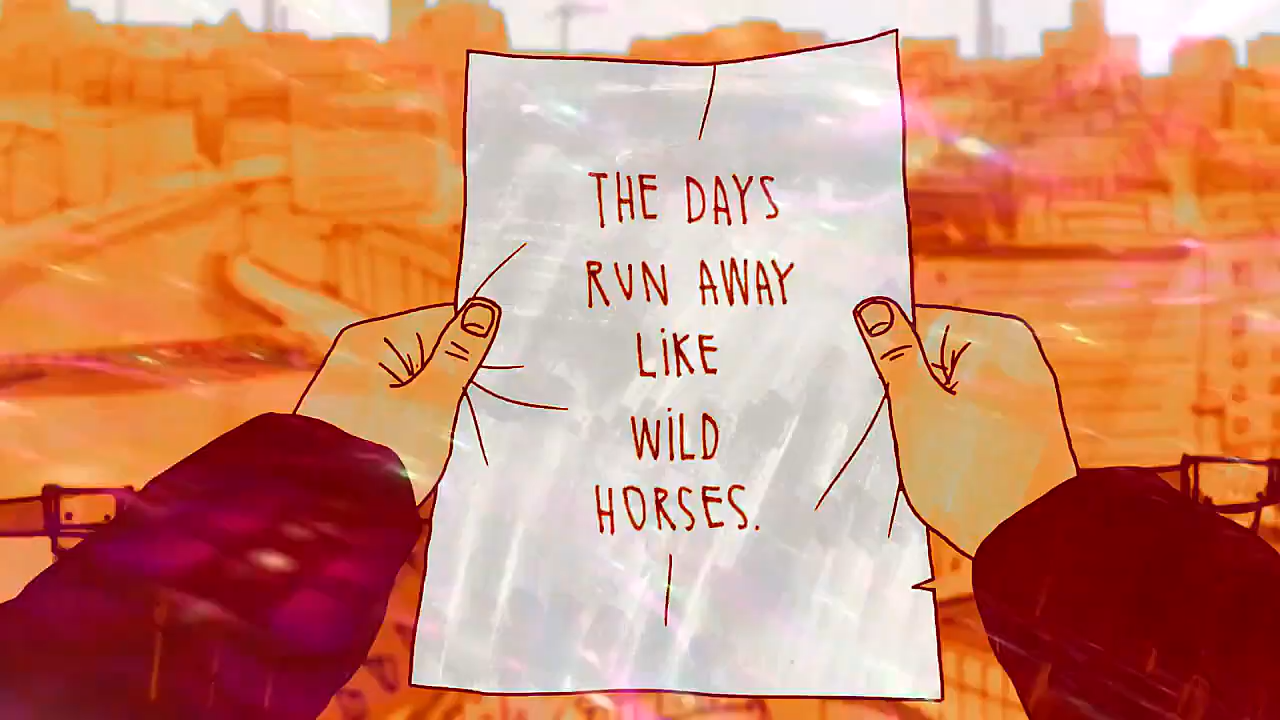 THE DAYS
RUN AWAY
LIKE
WILD
HORSES.